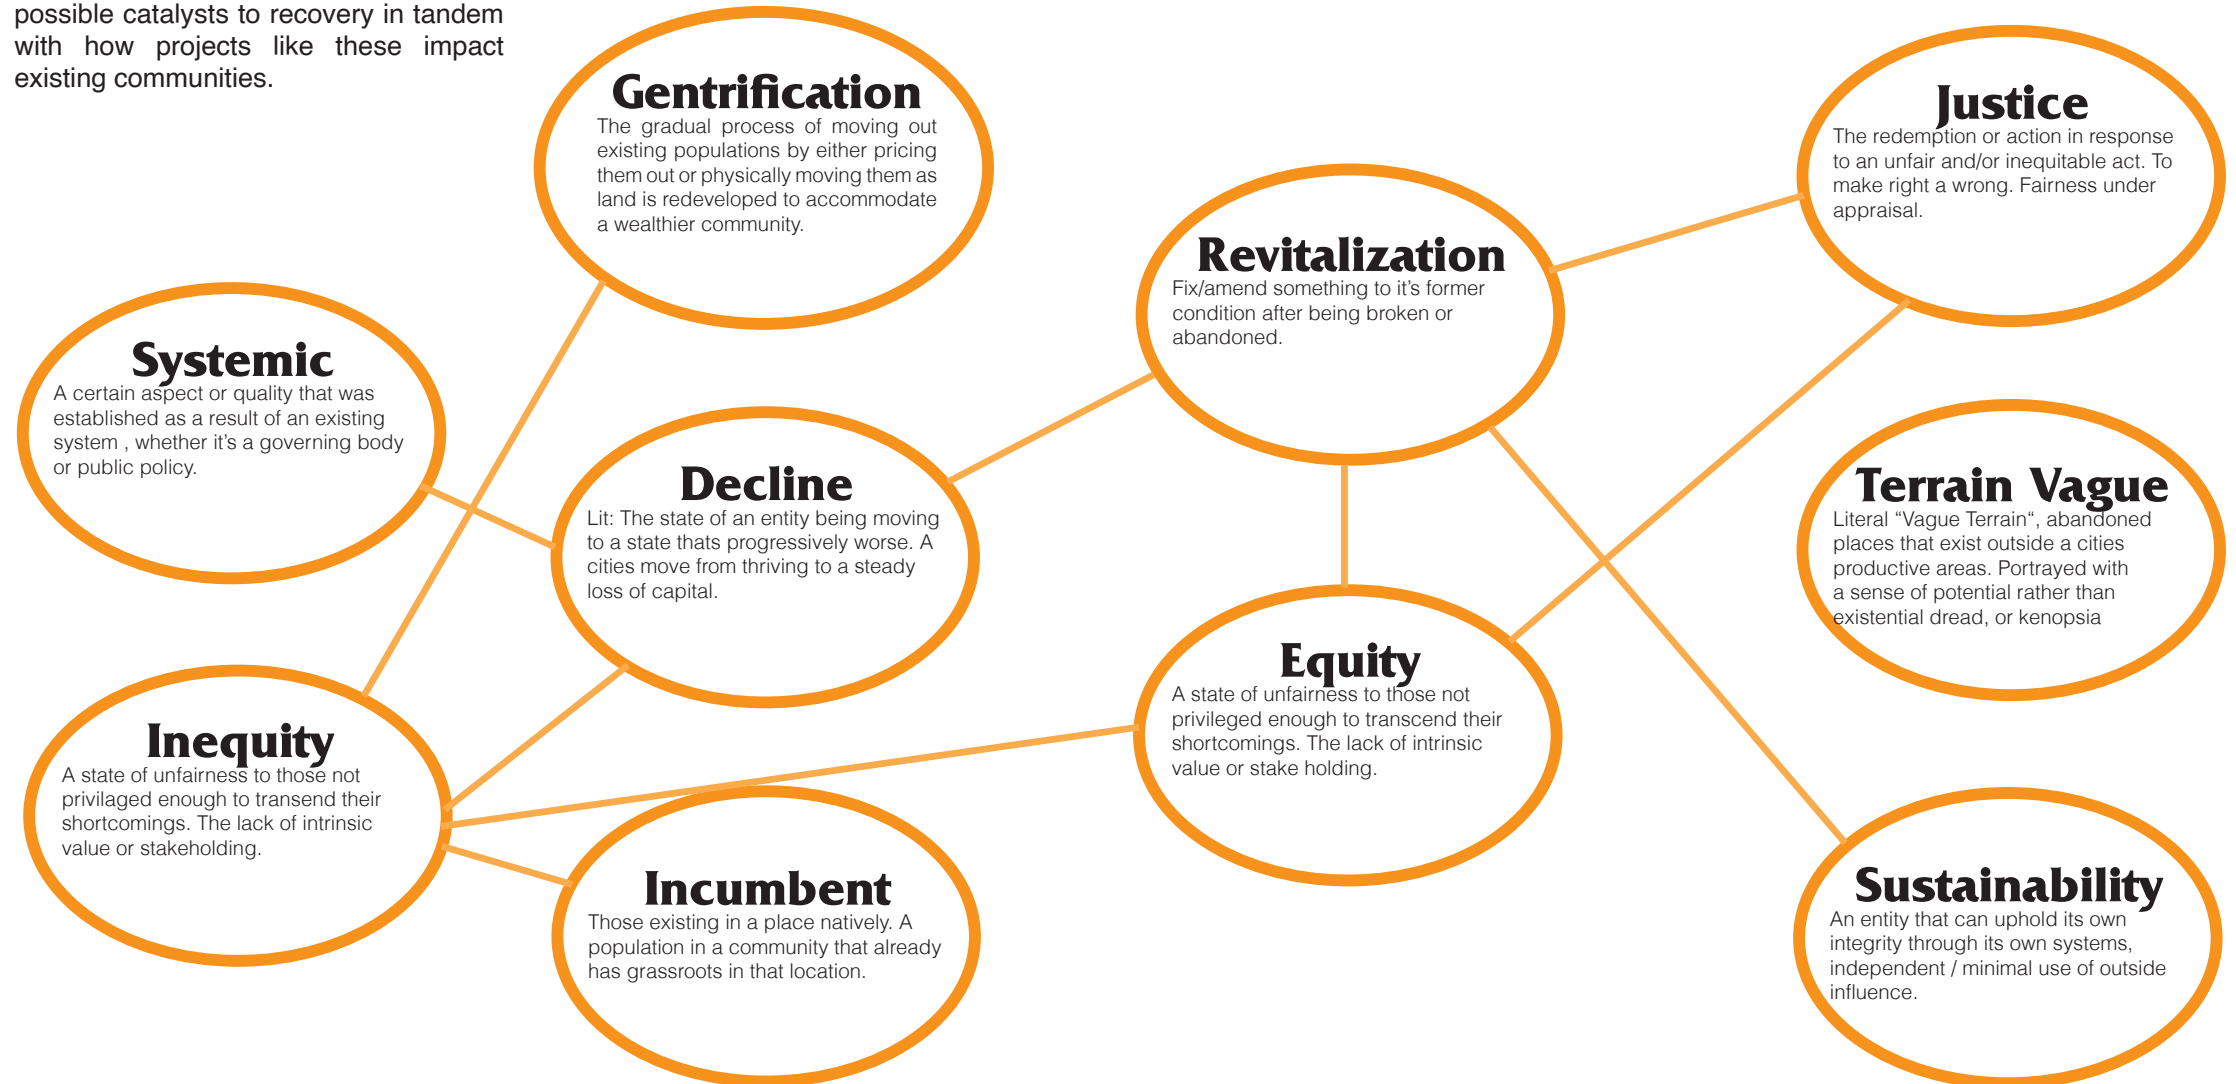 possible catalysts to recovery in tandem
with how projects like these impact
existing communities.
Gentrification
The gradual process of moving out
existing populations by either pricing
them out or physically moving them as
land is redeveloped to accommodate
a wealthier community.
Systemic
A certain aspect or quality that was
established as a result of an existing
system , whether it's a governing body
or public policy.
Decline
Lit: The state of an entity being moving
to a state thats progressively worse. A
cities move from thriving to a steady
loss of capital.
Inequity
A state of unfairness to those not
privilaged enough to transend their
shortcomings. The lack of intrinsic
value or stakeholding.
Incumbent
Those existing in a place natively. A
population in a community that already
has grassroots in that location.
Revitalization
Fix/amend something to it's former
condition after being broken or
abandoned.
Equity
A state of unfairness to those not
privileged enough to transcend their
shortcomings. The lack of intrinsic
value or stake holding.
Justice
The redemption or action in response
to an unfair and/or inequitable act. To
make right a wrong. Fairness under
appraisal.
Terrain Vague
Literal “Vague Terrain“, abandoned
places that exist outside a cities
productive areas. Portrayed with
a sense of potential rather than
existential dread, or kenopsia
Sustainability
An entity that can uphold its own
integrity through its own systems,
independent / minimal use of outside
influence.